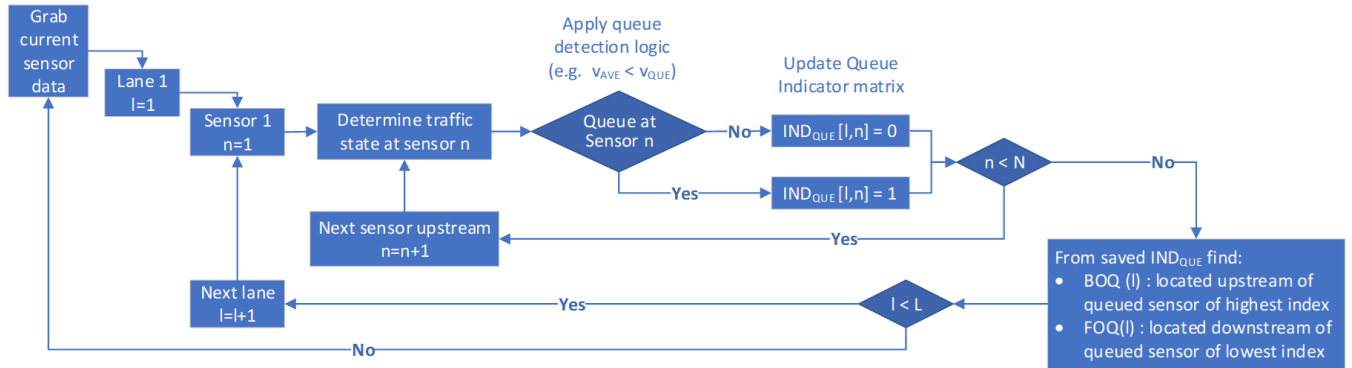 Grab
current
sensor
data
Lane 1
l=1
Sensor 1
n=1
Determine traffic
state at sensor n
Apply queue
detection logic
(e.g. vAVE < vQUE)
Queue at
Sensor n
No
Yes
Update Queue
Indicator matrix
INDQUE [l,n] = 0
INDQUE [l,n] = 1
n < N
No
Yes
Next sensor upstream
n=n+1
From saved INDQUE find:
• BOQ (l) : located upstream of
queued sensor of highest index
• FOQ(l) : located downstream of
queued sensor of lowest index
l < L
Yes
Next lane
l=l+1
No